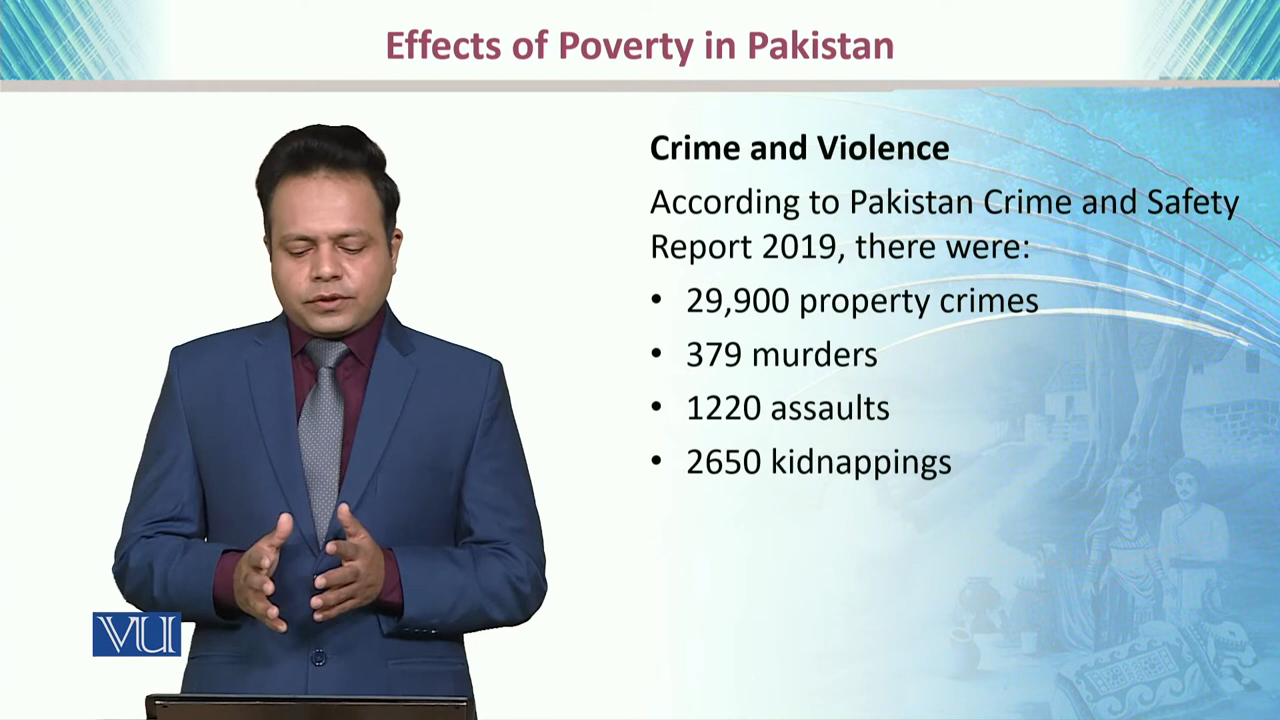 Effects of Poverty in Pakistan
Crime and Violence
According to Pakistan Crime and Safety
Report 2019, there were:
• 29,900 property crimes
• 379 murders
• 1220 assaults
• 2650 kidnappings
VU